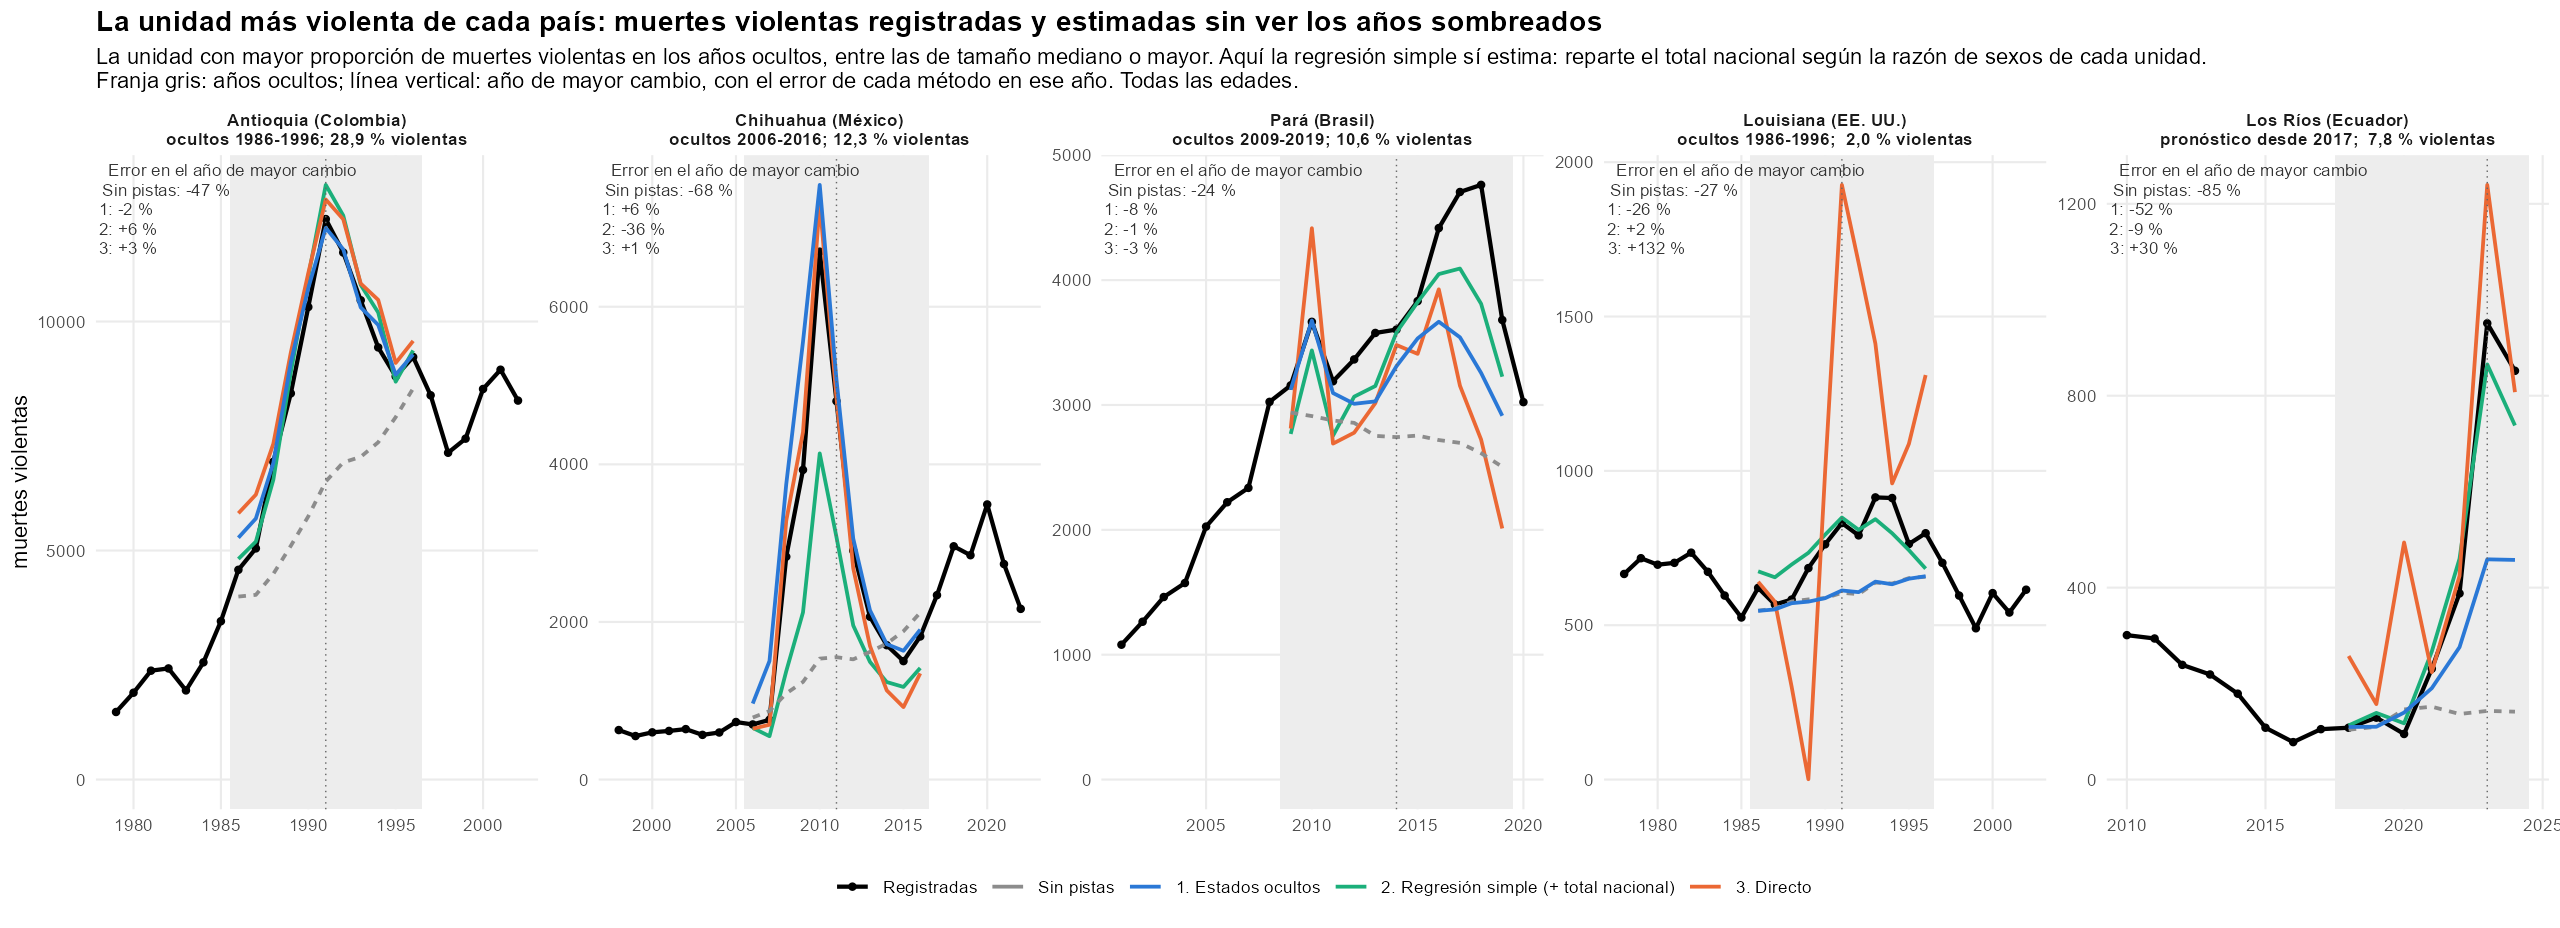 La unidad más violenta de cada país: muertes violentas registradas y estimadas sin ver los años sombreados
La unidad con mayor proporción de muertes violentas en los años ocultos, entre las de tamaño mediano o mayor. Aquí la regresión simple sí estima: reparte el total nacional según la razón de sexos de cada unidad.
Franja gris: años ocultos; línea vertical: año de mayor cambio, con el error de cada método en ese año. Todas las edades.
muertes violentas
Antioquia (Colombia)
ocultos 1986-1996; 28,9 % violentas
Error en el año de mayor cambio
Sin pistas: -47 %
1: -2 %
2: +6 %
3: +3 %
10000
5000
0
1980 1985 1990 1995 2000
Chihuahua (México)
ocultos 2006-2016; 12,3 % violentas
Error en el año de mayor cambio
Sin pistas: -68 %
1: +6 %
2: -36 %
3: +1 %
6000
4000
2000
0
2000 2005 2010 2015 2020
Pará (Brasil)
ocultos 2009-2019; 10,6 % violentas
Error en el año de mayor cambio
Sin pistas: -24 %
1: -8 %
2: -1 %
3: -3 %
5000
4000
3000
2000
1000
0
2005 2010 2015 2020
Louisiana (EE. UU.)
ocultos 1986-1996; 2,0 % violentas
Error en el año de mayor cambio
Sin pistas: -27 %
1: -26 %
2: +2 %
3: +132 %
2000
1500
1000
500
0
1980 1985 1990 1995 2000
Los Ríos (Ecuador)
pronóstico desde 2017; 7,8 % violentas
Error en el año de mayor cambio
Sin pistas: -85 %
1: -52 %
2: -9 %
3: +30 %
1200
800
400
0
2010 2015 2020 2025
Registradas Sin pistas 1. Estados ocultos 2. Regresión simple (+ total nacional) 3. Directo